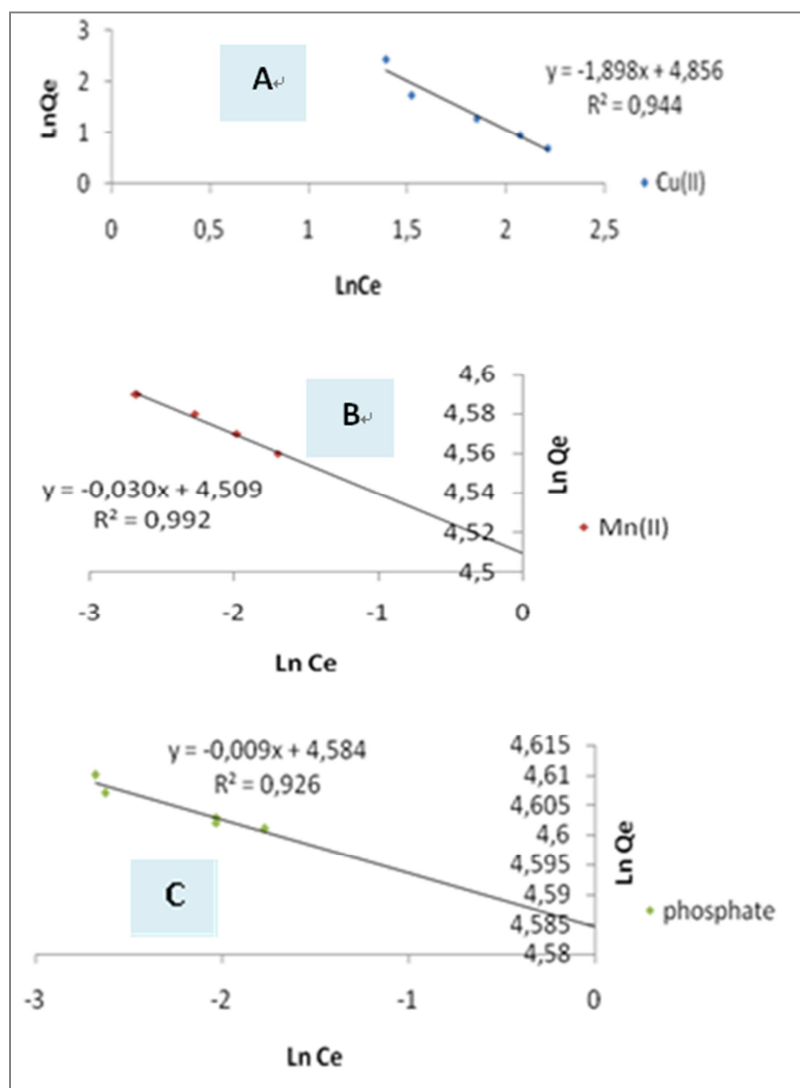 3
2
1
0
LnQe
A
y = -1,898x + 4,856
R² = 0,944
Cu(II)
0 0,5 1 1,5 2 2,5
LnCe
4,6
4,58
4,56
4,54
4,52
4,5
Ln Qe
B
y = -0,030x + 4,509
R² = 0,992
Mn(II)
-3 -2 -1 0
Ln Ce
4,615
4,61
4,605
4,6
4,595
4,59
4,585
4,58
Ln Qe
y = -0,009x + 4,584
R² = 0,926
C
phosphate
-3 -2 -1 0
Ln Ce